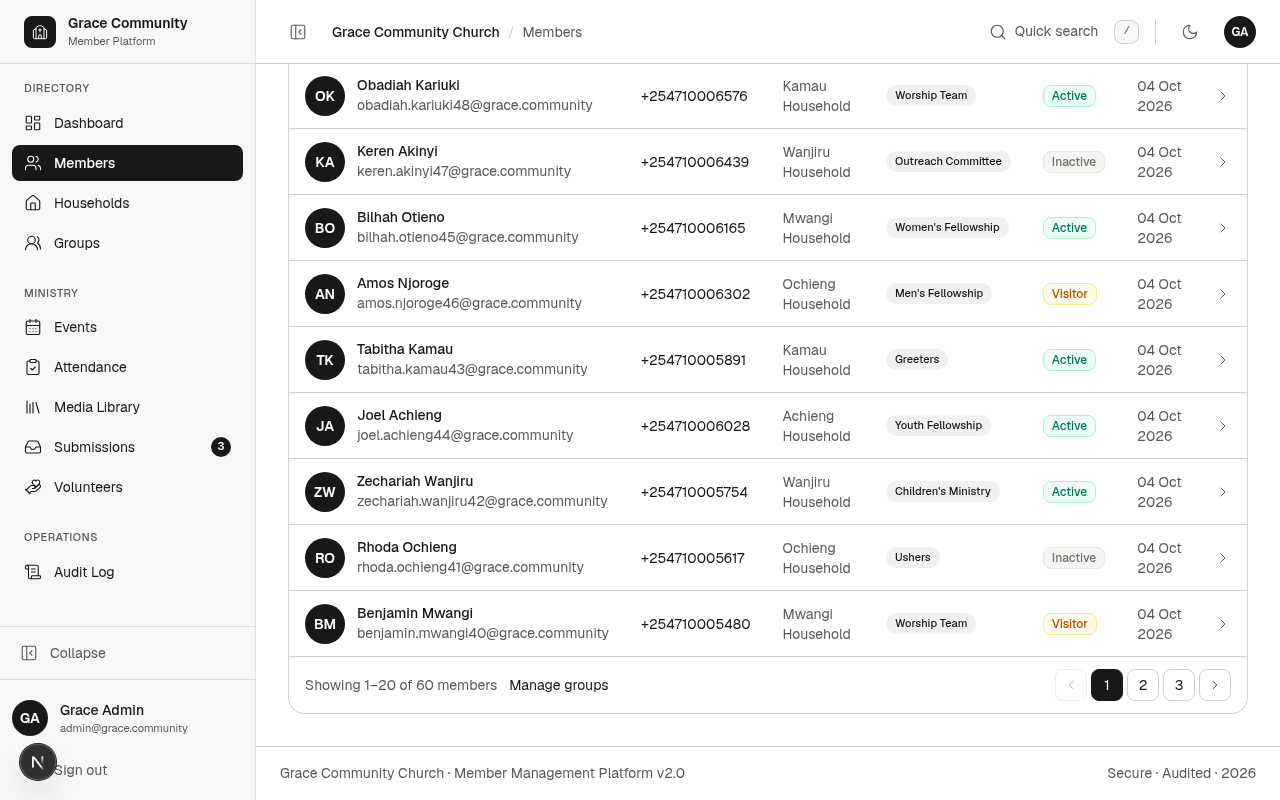 Grace Community
Member Platform
DIRECTORY
Dashboard
Members
Households
Groups
MINISTRY
Events
Attendance
Media Library
Submissions 3
Volunteers
OPERATIONS
Audit Log
Collapse
GA
Grace Admin
admin@grace.community
N
Sign out
Grace Community Church / Members
Quick search /
GA
OK
Obadiah Kariuki
obadiah.kariuki48@grace.community
+254710006576
Kamau
Household
Worship Team
Active
04 Oct
2026
KA
Keren Akinyi
keren.akinyi47@grace.community
+254710006439
Wanjiru
Household
Outreach Committee
Inactive
04 Oct
2026
BO
Bilhah Otieno
bilhah.otieno45@grace.community
+254710006165
Mwangi
Household
Women's Fellowship
Active
04 Oct
2026
AN
Amos Njoroge
amos.njoroge46@grace.community
+254710006302
Ochieng
Household
Men's Fellowship
Visitor
04 Oct
2026
TK
Tabitha Kamau
tabitha.kamau43@grace.community
+254710005891
Kamau
Household
Greeters
Active
04 Oct
2026
JA
Joel Achieng
joel.achieng44@grace.community
+254710006028
Achieng
Household
Youth Fellowship
Active
04 Oct
2026
ZW
Zechariah Wanjiru
zechariah.wanjiru42@grace.community
+254710005754
Wanjiru
Household
Children's Ministry
Active
04 Oct
2026
RO
Rhoda Ochieng
rhoda.ochieng41@grace.community
+254710005617
Ochieng
Household
Ushers
Inactive
04 Oct
2026
BM
Benjamin Mwangi
benjamin.mwangi40@grace.community
+254710005480
Mwangi
Household
Worship Team
Visitor
04 Oct
2026
Showing 1–20 of 60 members Manage groups
1 2 3
Grace Community Church · Member Management Platform v2.0
Secure · Audited · 2026